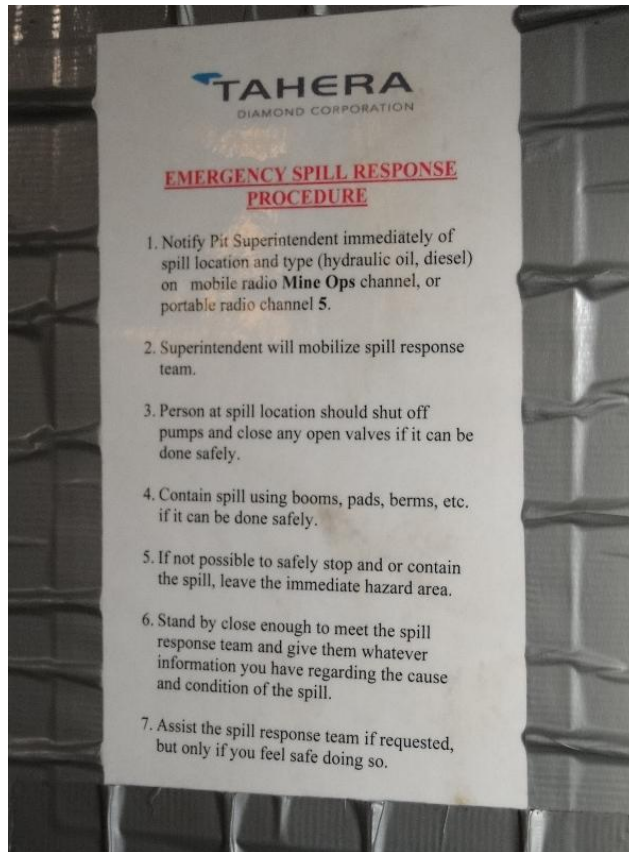 TAHERA
DIAMOND CORPORATION
EMERGENCY SPILL RESPONSE
PROCEDURE
1. Notify Pit Superintendent immediately of
spill location and type (hydraulic oil, diesel)
on mobile radio Mine Ops channel, or
portable radio channel 5.
2. Superintendent will mobilize spill response
team.
3. Person at spill location should shut off
pumps and close any open valves if it can be
done safely.
4. Contain spill using booms, pads, berms, etc.
if it can be done safely.
5. If not possible to safely stop and or contain
the spill, leave the immediate hazard area.
6. Stand by close enough to meet the spill
response team and give them whatever
information you have regarding the cause
and condition of the spill.
7. Assist the spill response team if requested,
but only if you feel safe doing so.